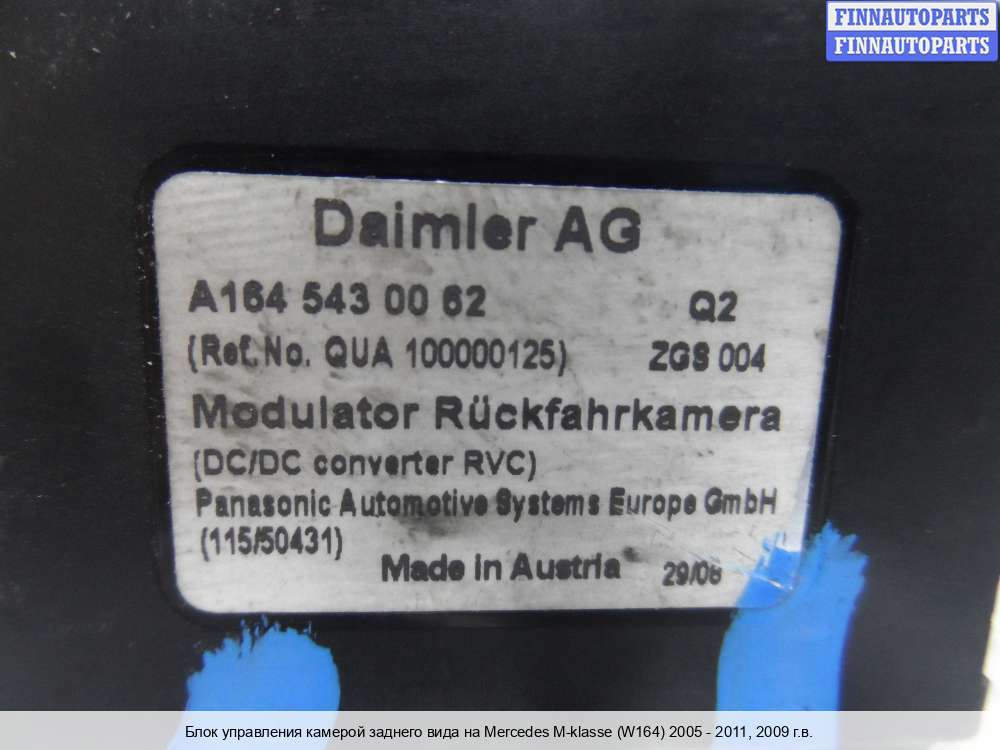 FINNAUTOPARTS
FINNAUTOPARTS
Daimler AG
A164 543 00 62 Q2
(Ref.No. QUA 100000125) ZGS 004
Modulator Rückfahrkamera
(DC/DC converter RVC)
Panasonic Automotive Systems Europe GmbH
(115/50431)
Made in Austria 29/08
Блок управления камерой заднего вида на Mercedes M-klasse (W164) 2005 - 2011, 2009 г.в.